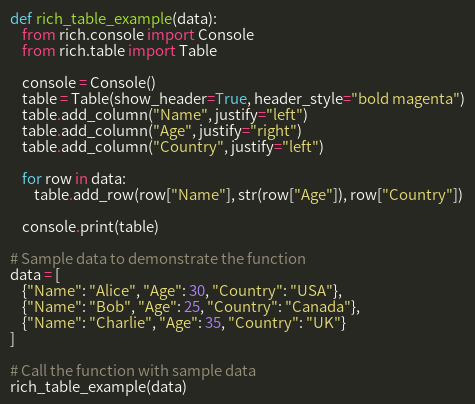 def rich_table_example(data):
    from rich.console import Console
    from rich.table import Table

    console = Console()
    table = Table(show_header=True, header_style="bold magenta")
    table.add_column("Name", justify="left")
    table.add_column("Age", justify="right")
    table.add_column("Country", justify="left")

    for row in data:
        table.add_row(row["Name"], str(row["Age"]), row["Country"])

    console.print(table)

# Sample data to demonstrate the function
data = [
    {"Name": "Alice", "Age": 30, "Country": "USA"},
    {"Name": "Bob", "Age": 25, "Country": "Canada"},
    {"Name": "Charlie", "Age": 35, "Country": "UK"}
]

# Call the function with sample data
rich_table_example(data)